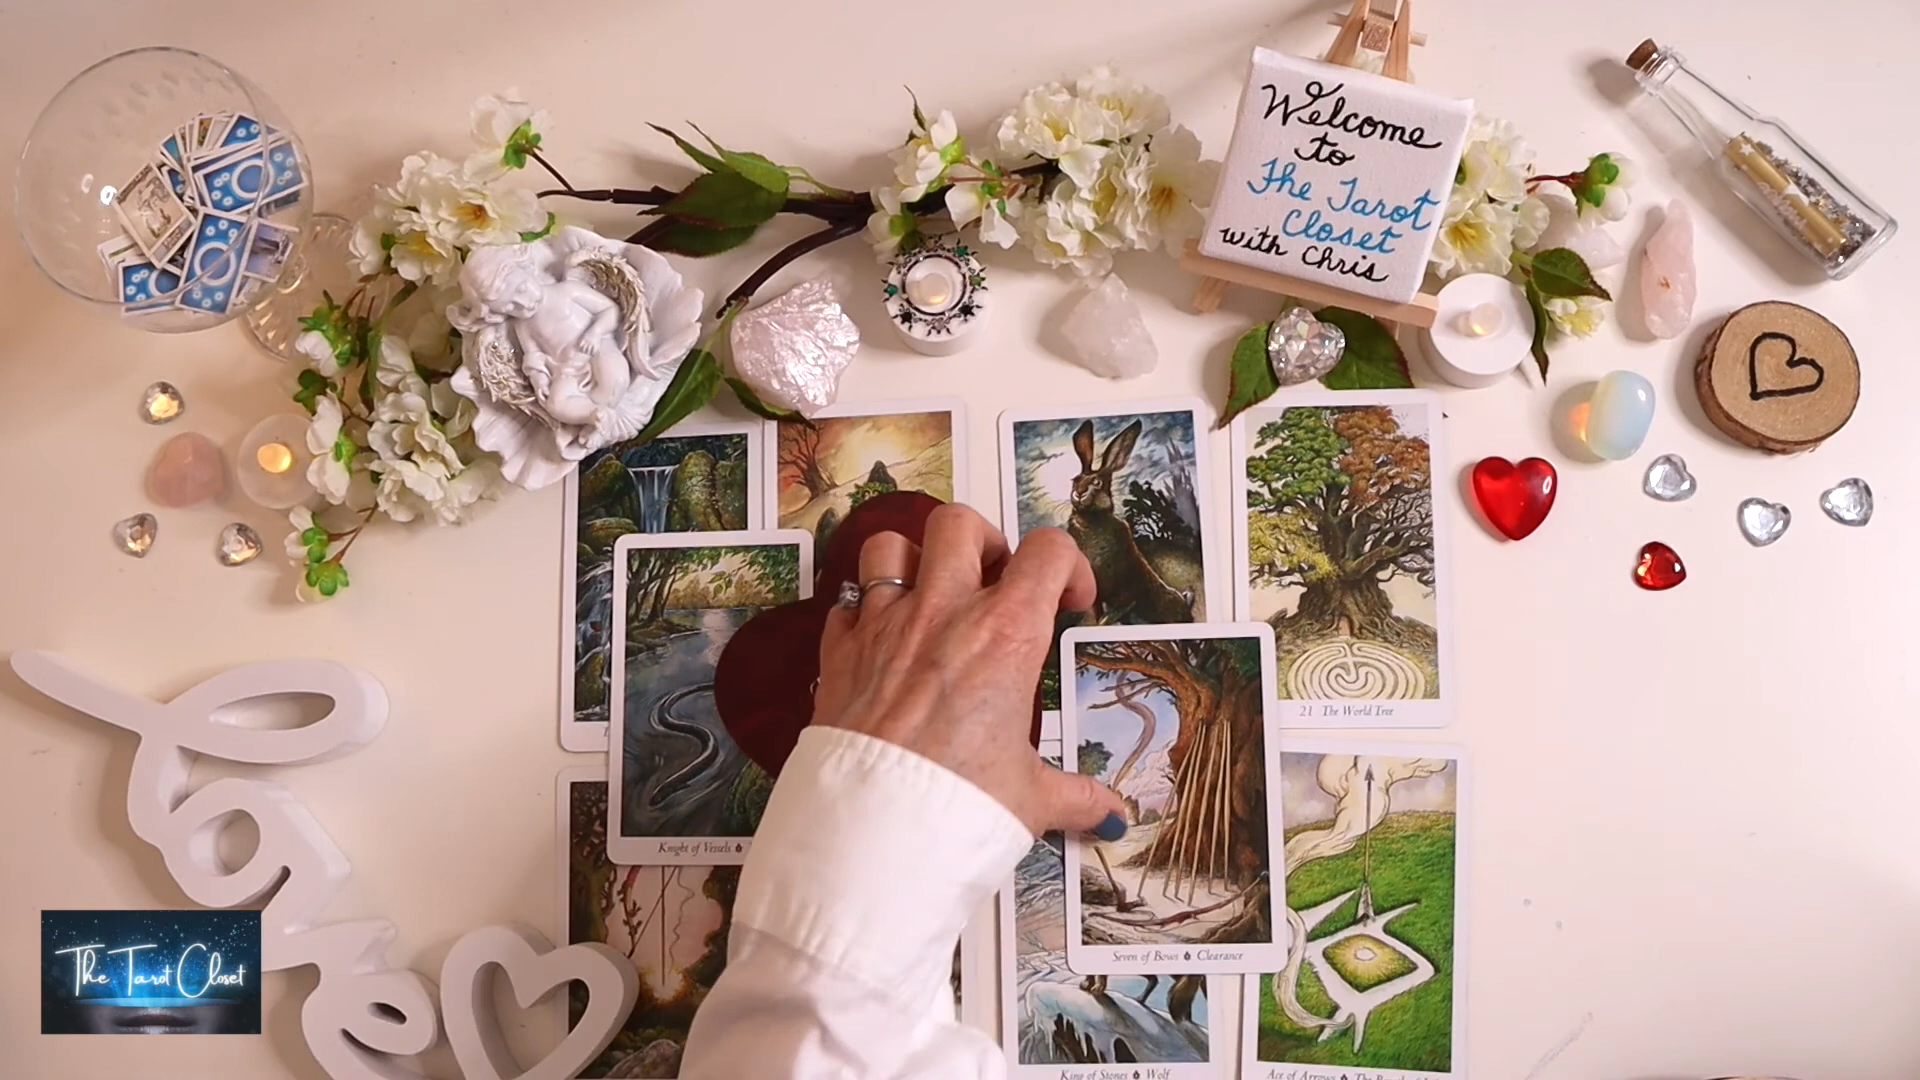 Welcome
to
The Tarot
Closet
with Chris
21 The World Tree
Knight of Vessels
Seven of Bows Clearance
The Tarot Closet
King of Stones Wolf
Ace of Arrows The